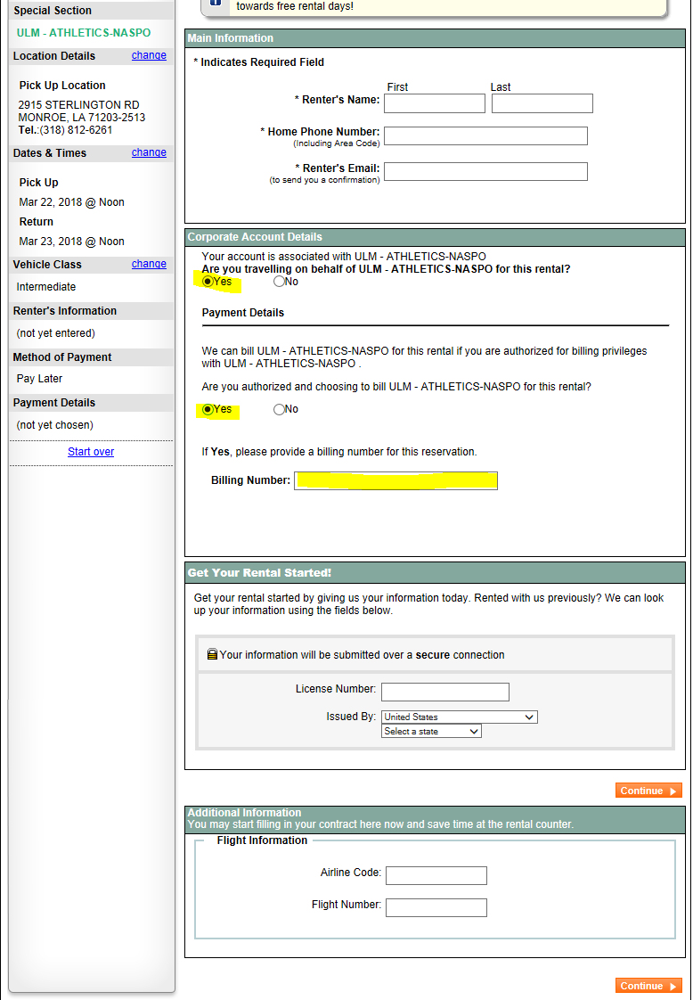 Special Section
ULM - ATHLETICS-NASPO
Location Details change
Pick Up Location
2915 STERLINGTON RD
MONROE, LA 71203-2513
Tel.:(318) 812-6261
Dates & Times change
Pick Up
Mar 22, 2018 @ Noon
Return
Mar 23, 2018 @ Noon
Vehicle Class change
Intermediate
Renter's Information
(not yet entered)
Method of Payment
Pay Later
Payment Details
(not yet chosen)
Start over
towards free rental days!
Main Information
* Indicates Required Field
First Last
* Renter's Name:
* Home Phone Number:
(Including Area Code)
* Renter's Email:
(to send you a confirmation)
Corporate Account Details
Your account is associated with ULM - ATHLETICS-NASPO
Are you travelling on behalf of ULM - ATHLETICS-NASPO for this rental?
Yes No
Payment Details
We can bill ULM - ATHLETICS-NASPO for this rental if you are authorized for billing privileges
with ULM - ATHLETICS-NASPO .
Are you authorized and choosing to bill ULM - ATHLETICS-NASPO for this rental?
Yes No
If Yes, please provide a billing number for this reservation.
Billing Number:
Get Your Rental Started!
Get your rental started by giving us your information today. Rented with us previously? We can look
up your information using the fields below.
Your information will be submitted over a secure connection
License Number:
Issued By: United States
Select a state
Continue
Additional Information
You may start filling in your contract here now and save time at the rental counter.
Flight Information
Airline Code:
Flight Number:
Continue